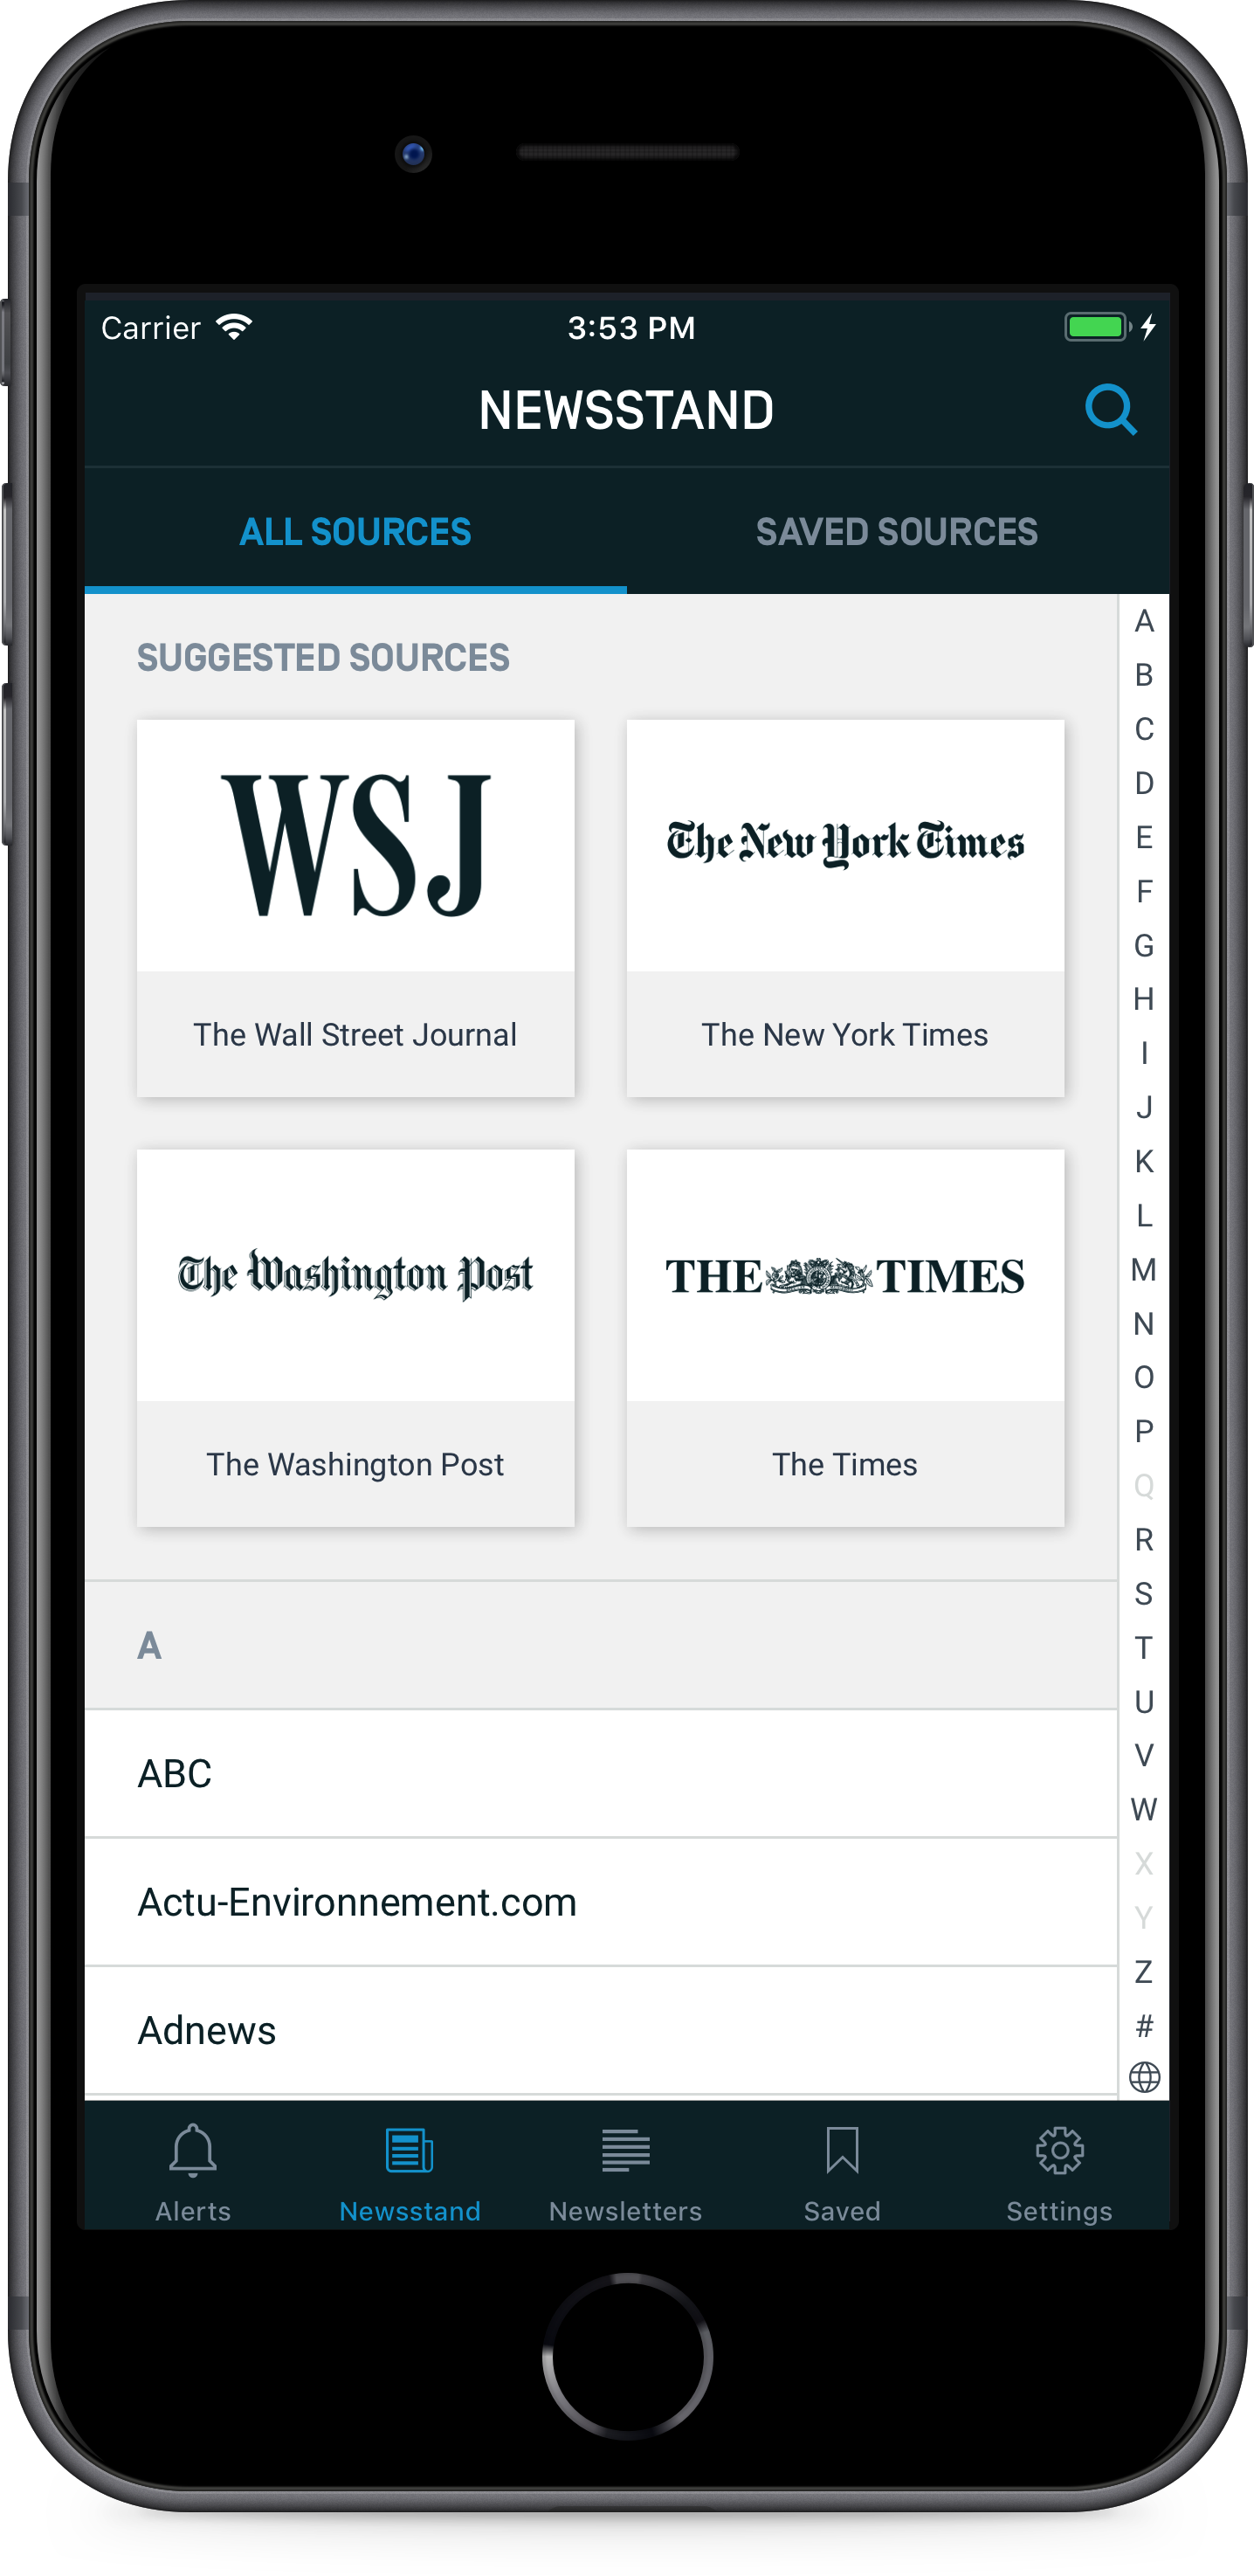 Carrier 3:53 PM
NEWSSTAND
ALL SOURCES SAVED SOURCES
SUGGESTED SOURCES
WSJ
The New York Times
The Wall Street Journal
The New York Times
The Washington Post
THE TIMES
The Washington Post
The Times
A
ABC
Actu-Environnement.com
Adnews
A
B
C
D
E
F
G
H
I
J
K
L
M
N
O
P
Q
R
S
T
U
V
W
X
Y
Z
#
Alerts Newsstand Newsletters Saved Settings